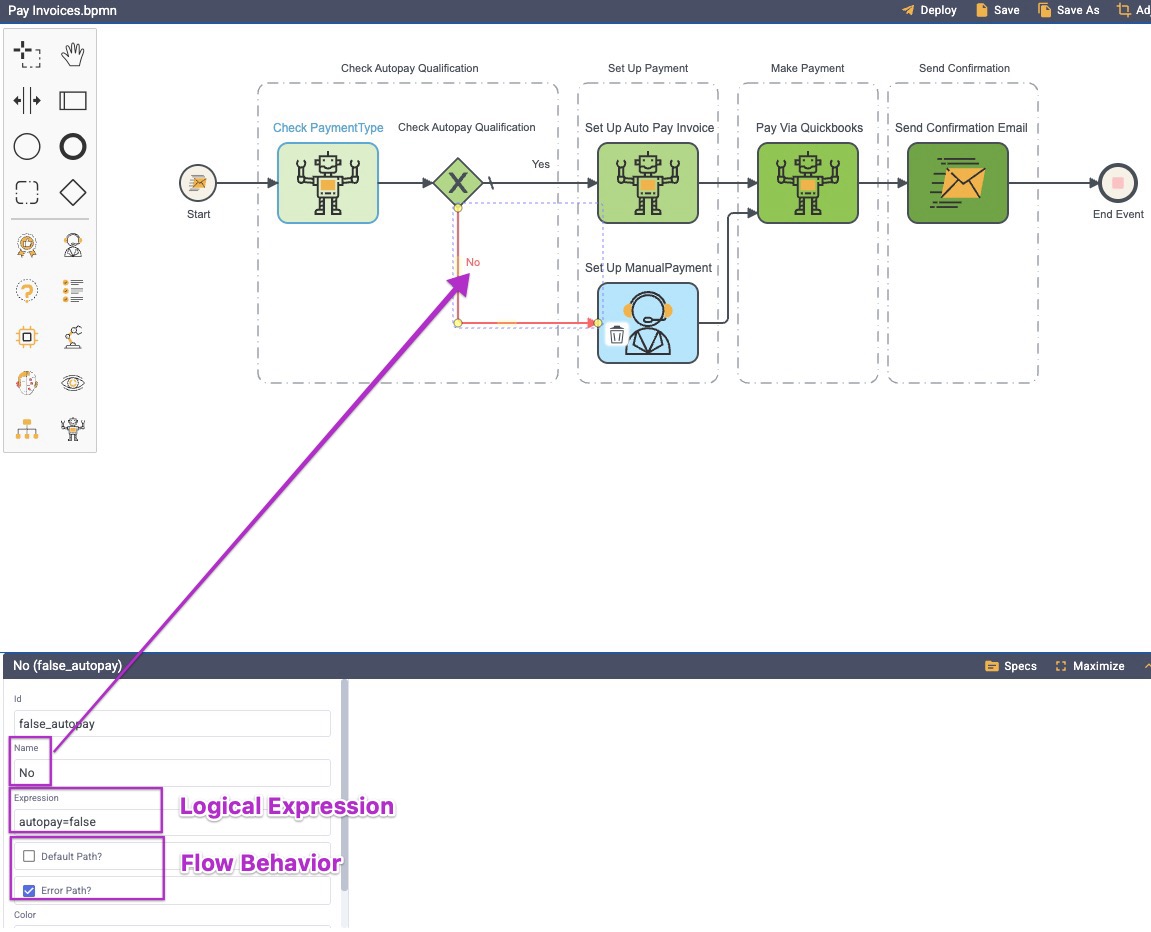 Pay Invoices.bpmn
Deploy
Save
Save As
Check Autopay Qualification
Set Up Payment
Make Payment
Send Confirmation
Check PaymentType
Check Autopay Qualification
Set Up Auto Pay Invoice
Pay Via Quickbooks
Send Confirmation Email
Yes
X
Start
End Event
No
Set Up ManualPayment
No (false_autopay)
Specs
Maximize
Id
false_autopay
Name
No
Expression
autopay=false
Logical Expression
Default Path?
Flow Behavior
Error Path?
Color